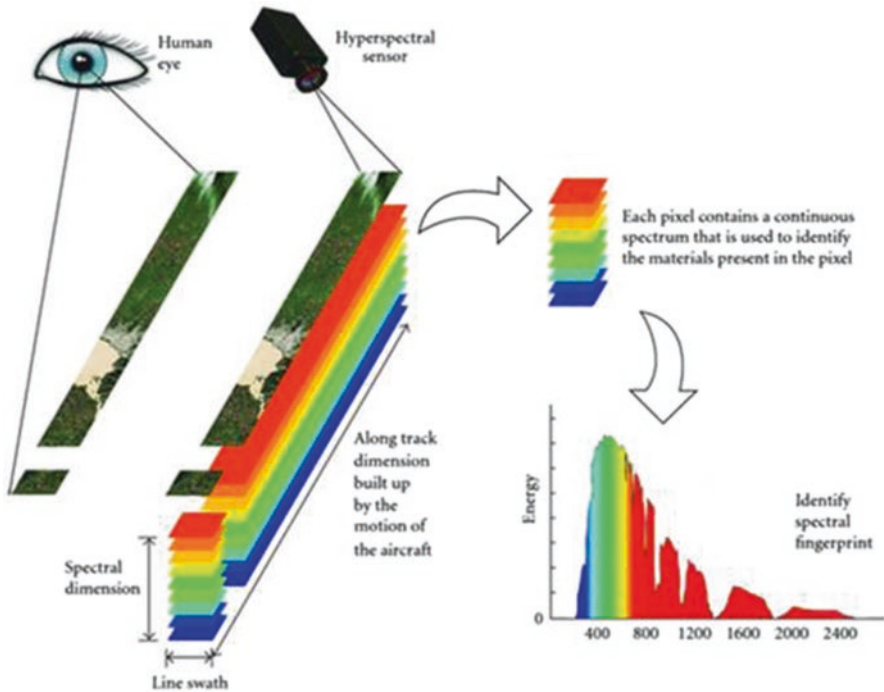 Human
eye
Hyperspectral
sensor
Each pixel contains a continuous
spectrum that is used to identify
the materials present in the pixel
Along track
dimension
built up
by the
motion of
the aircraft
Spectral
dimension
Line swath
Energy
Identify
spectral
fingerprint
0
400 800 1200 1600 2000 2400